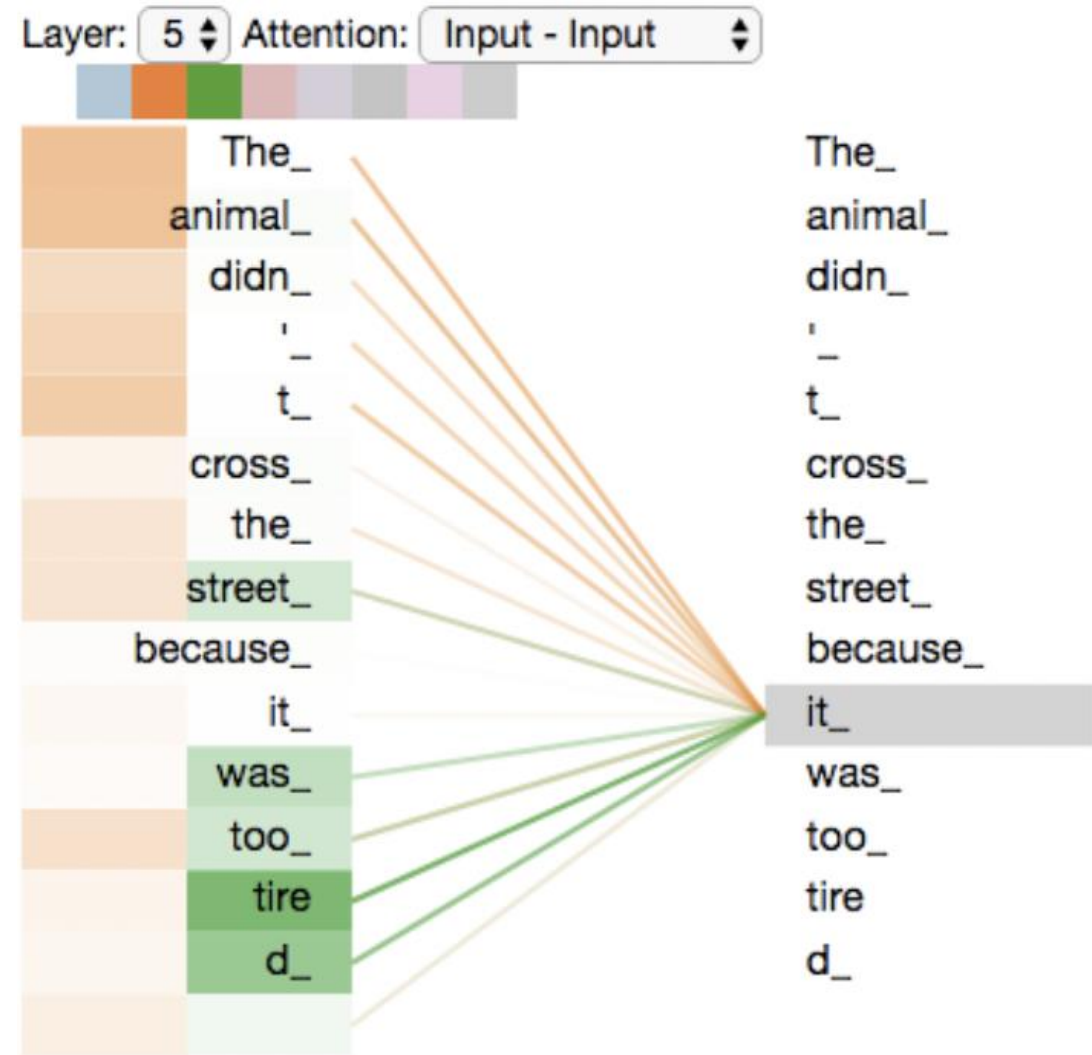 Layer: 5 Attention: Input - Input
The_ The_
animal_ animal_
didn_ didn_
'_ '_
t_ t_
cross_ cross_
the_ the_
street_ street_
because_ because_
it_ it_
was_ was_
too_ too_
tire tire
d_ d_